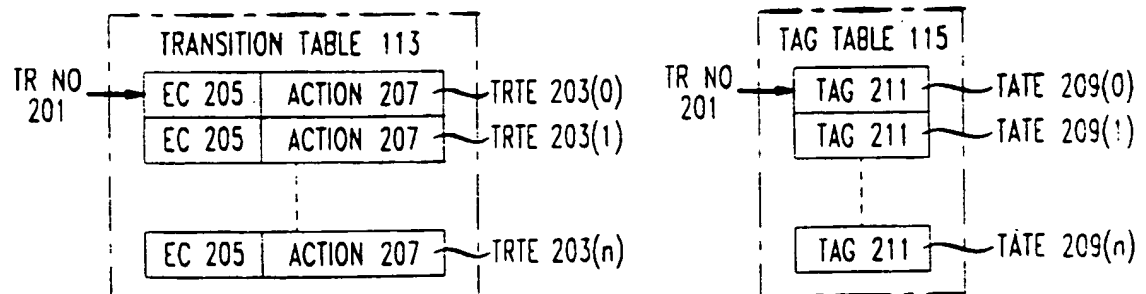 TRANSITION TABLE 113
TR NO
201
EC 205 ACTION 207 TRTE 203(0)
EC 205 ACTION 207 TRTE 203(1)
EC 205 ACTION 207 TRTE 203(n)
TAG TABLE 115
TR NO
201
TAG 211 TATE 209(0)
TAG 211 TATE 209(1)
TAG 211 TATE 209(n)